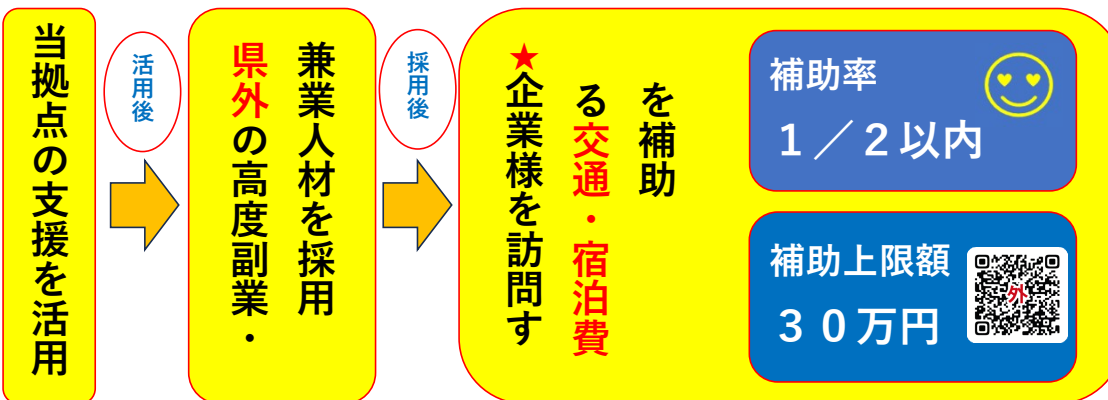 当拠点の支援を活用
活用後
県外の高度副業・
兼業人材を採用
採用後
★企業様を訪問す
る交通・宿泊費
を補助
補助率
１／２以内
補助上限額
３０万円
外